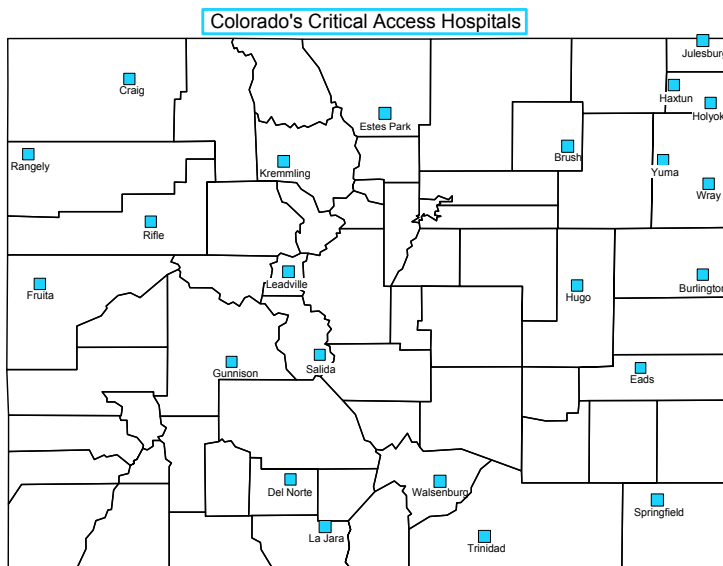 Colorado's Critical Access Hospitals
Julesburg
Craig
Haxtun
Holyok
Estes Park
Brush
Rangely
Kremmling
Yuma
Wray
Rifle
Leadville
Fruita
Hugo
Burlington
Gunnison
Salida
Eads
Del Norte
Walsenburg
Springfield
La Jara
Trinidad